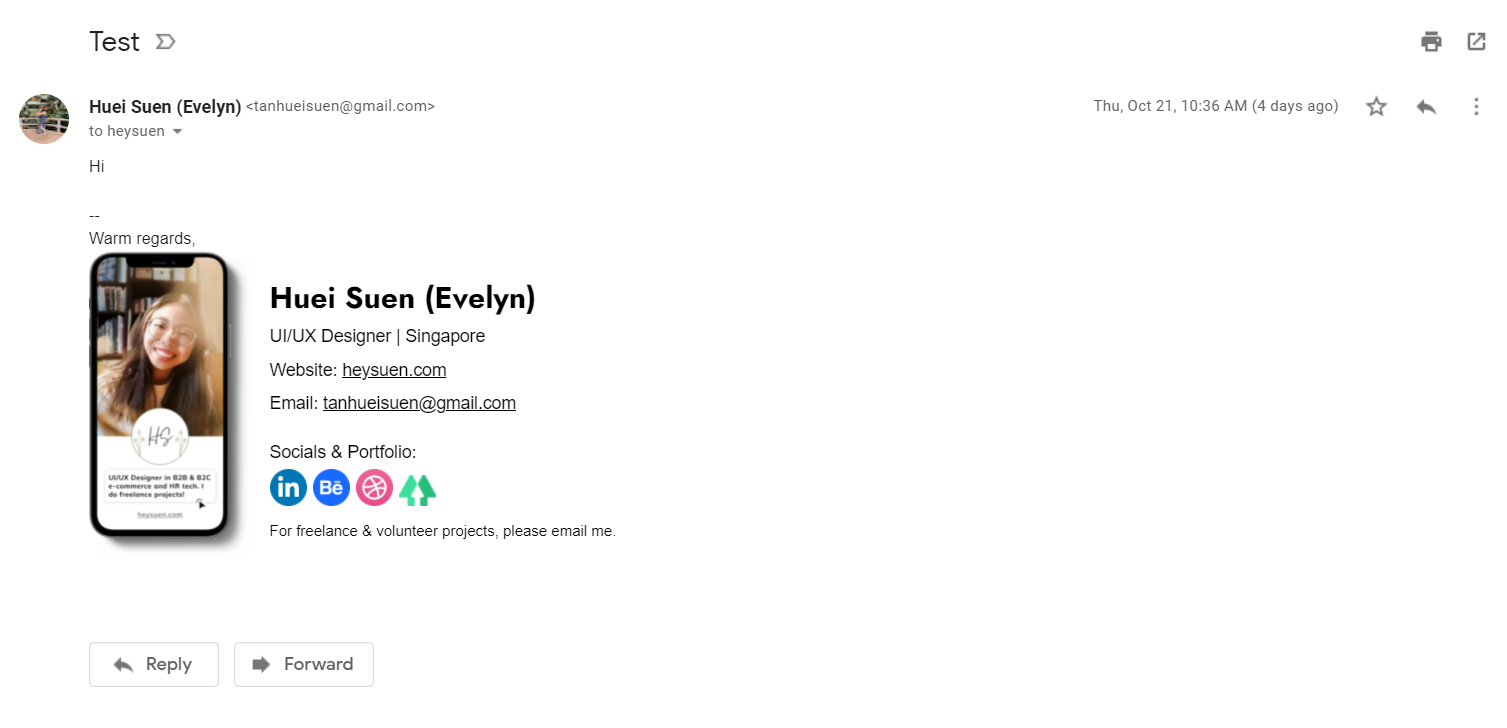 Test
Huei Suen (Evelyn) <tanhueisuen@gmail.com>
Thu, Oct 21, 10:36 AM (4 days ago)
to heysuen
Hi
--
Warm regards,
HS
UI/UX Designer in B2B & B2C
e-commerce and HR tech. I
do freelance projects!
heysuen.com
Huei Suen (Evelyn)
UI/UX Designer | Singapore
Website: heysuen.com
Email: tanhueisuen@gmail.com
Socials & Portfolio:
in Bē
For freelance & volunteer projects, please email me.
Reply
Forward